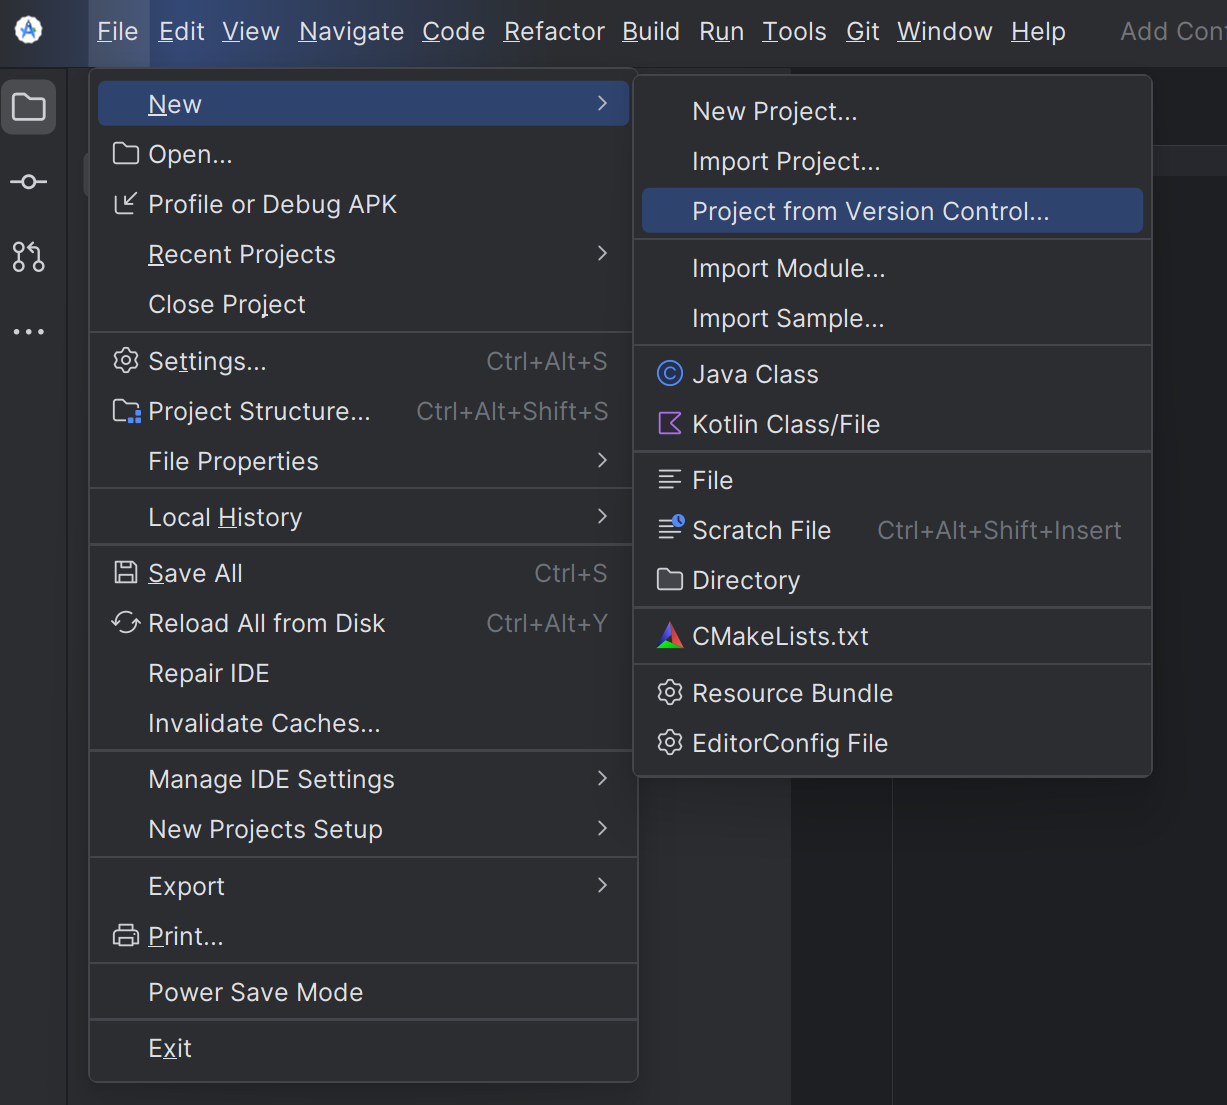 File Edit View Navigate Code Refactor Build Run Tools Git Window Help Add Con
New
Open...
Profile or Debug APK
Recent Projects
Close Project
Settings... Ctrl+Alt+S
Project Structure... Ctrl+Alt+Shift+S
File Properties
Local History
Save All Ctrl+S
Reload All from Disk Ctrl+Alt+Y
Repair IDE
Invalidate Caches...
Manage IDE Settings
New Projects Setup
Export
Print...
Power Save Mode
Exit
New Project...
Import Project...
Project from Version Control...
Import Module...
Import Sample...
Java Class
Kotlin Class/File
File
Scratch File Ctrl+Alt+Shift+Insert
Directory
CMakeLists.txt
Resource Bundle
EditorConfig File